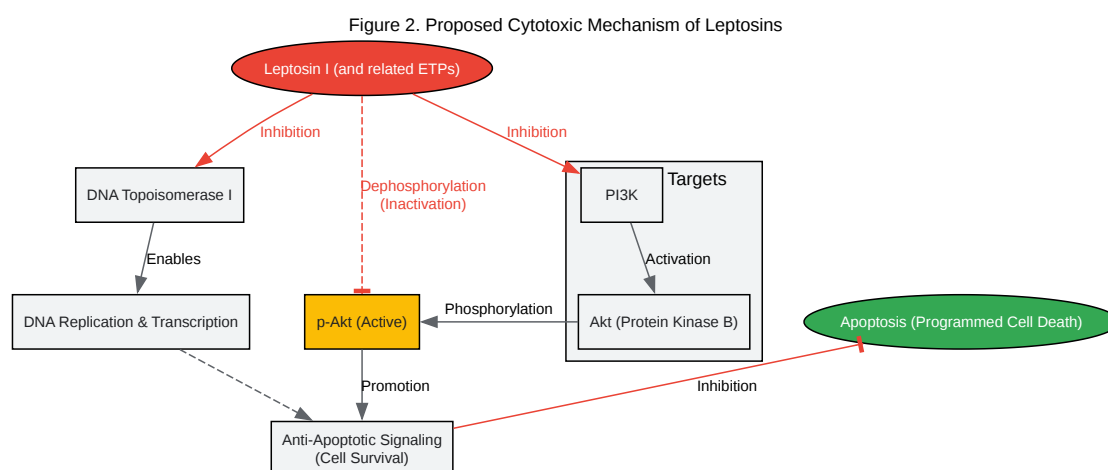 Figure 2. Proposed Cytotoxic Mechanism of Leptosins
Leptosin I (and related ETPs)
Inhibition
Inhibition
DNA Topoisomerase I
Dephosphorylation
(Inactivation)
PI3K
Targets
Enables
Activation
DNA Replication & Transcription
p-Akt (Active)
Phosphorylation
Akt (Protein Kinase B)
Apoptosis (Programmed Cell Death)
Promotion
Inhibition
Anti-Apoptotic Signaling
(Cell Survival)